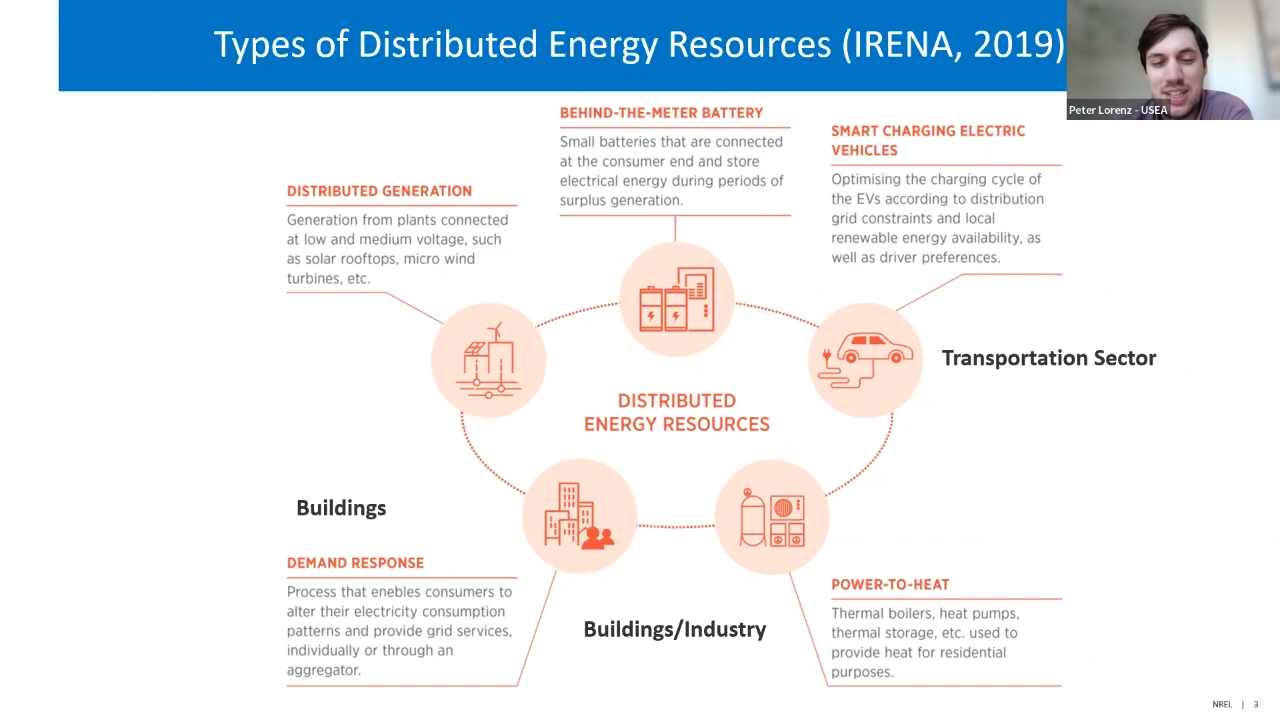 Types of Distributed Energy Resources (IRENA, 2019)
Peter Lorenz - USEA
BEHIND-THE-METER BATTERY
Small batteries that are connected
at the consumer end and store
electrical energy during periods of
surplus generation.
SMART CHARGING ELECTRIC
VEHICLES
Optimising the charging cycle of
the EVs according to distribution
grid constraints and local
renewable energy availability, as
well as driver preferences.
DISTRIBUTED GENERATION
Generation from plants connected
at low and medium voltage, such
as solar rooftops, micro wind
turbines, etc.
Transportation Sector
DISTRIBUTED
ENERGY RESOURCES
Buildings
DEMAND RESPONSE
Process that enebles consumers to
alter their electricity consumption
patterns and provide grid services,
individually or through an
aggregator.
Buildings/Industry
POWER-TO-HEAT
Thermal boilers, heat pumps,
thermal storage, etc. used to
provide heat for residential
purposes.
NREL | 3